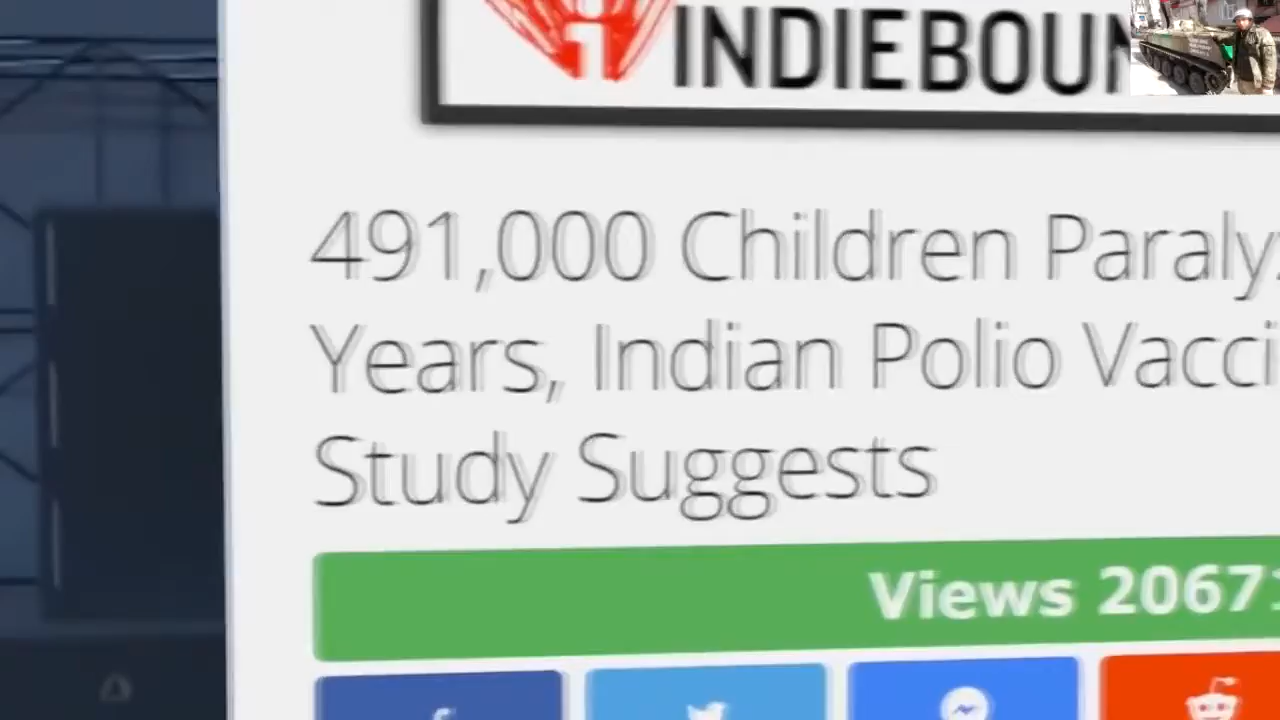 INDIEBOUN
491,000 Children Paraly
Years, Indian Polio Vacci
Study Suggests
Views 2067